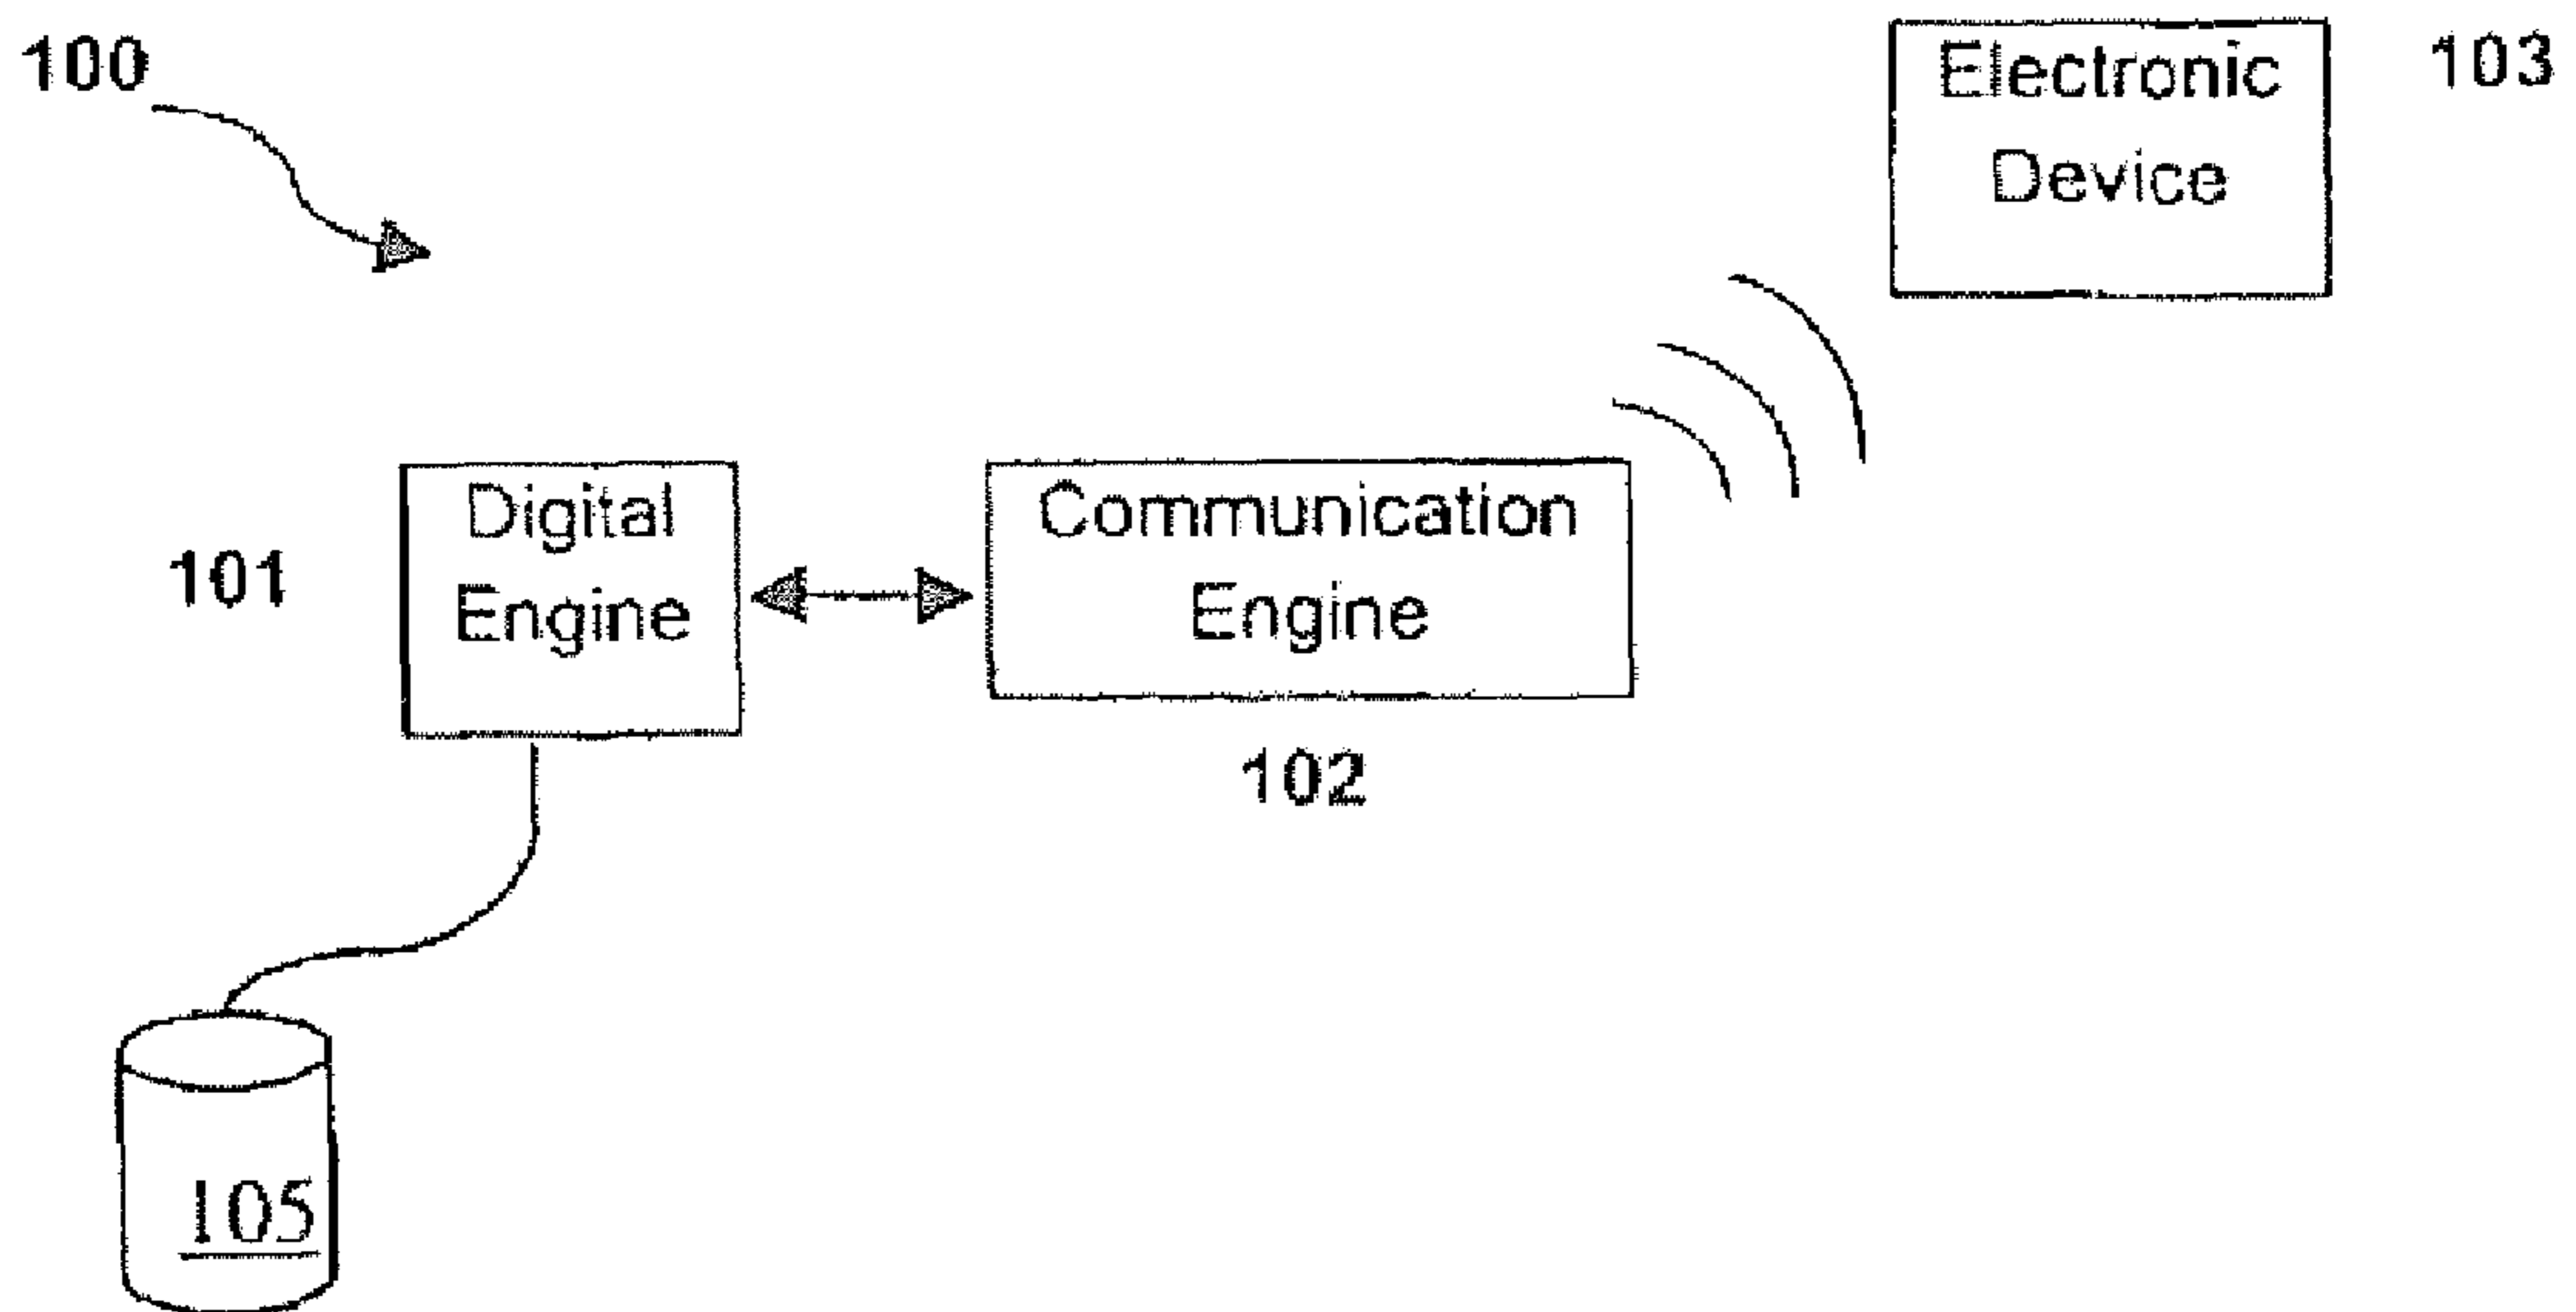 100
Electronic
Device
103
101
Digital
Engine
Communication
Engine
102
105